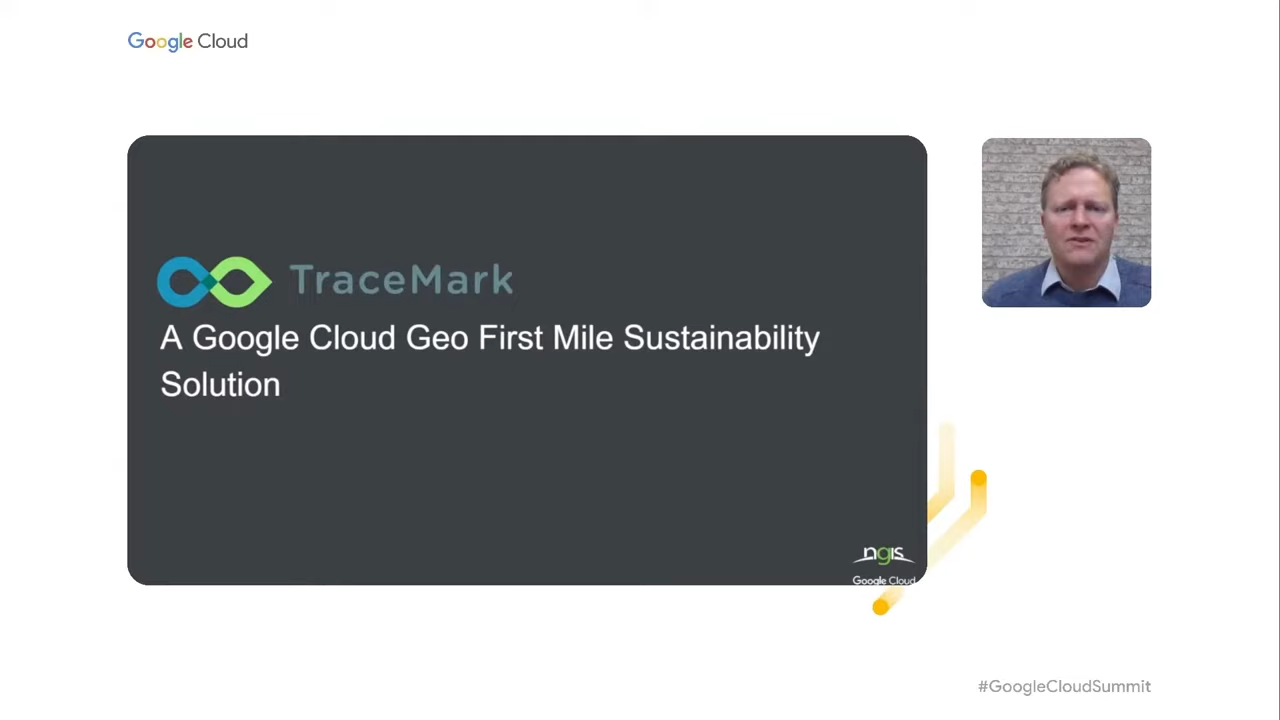 Google Cloud
TraceMark
A Google Cloud Geo First Mile Sustainability
Solution
ngis
Google Cloud
#GoogleCloudSummit